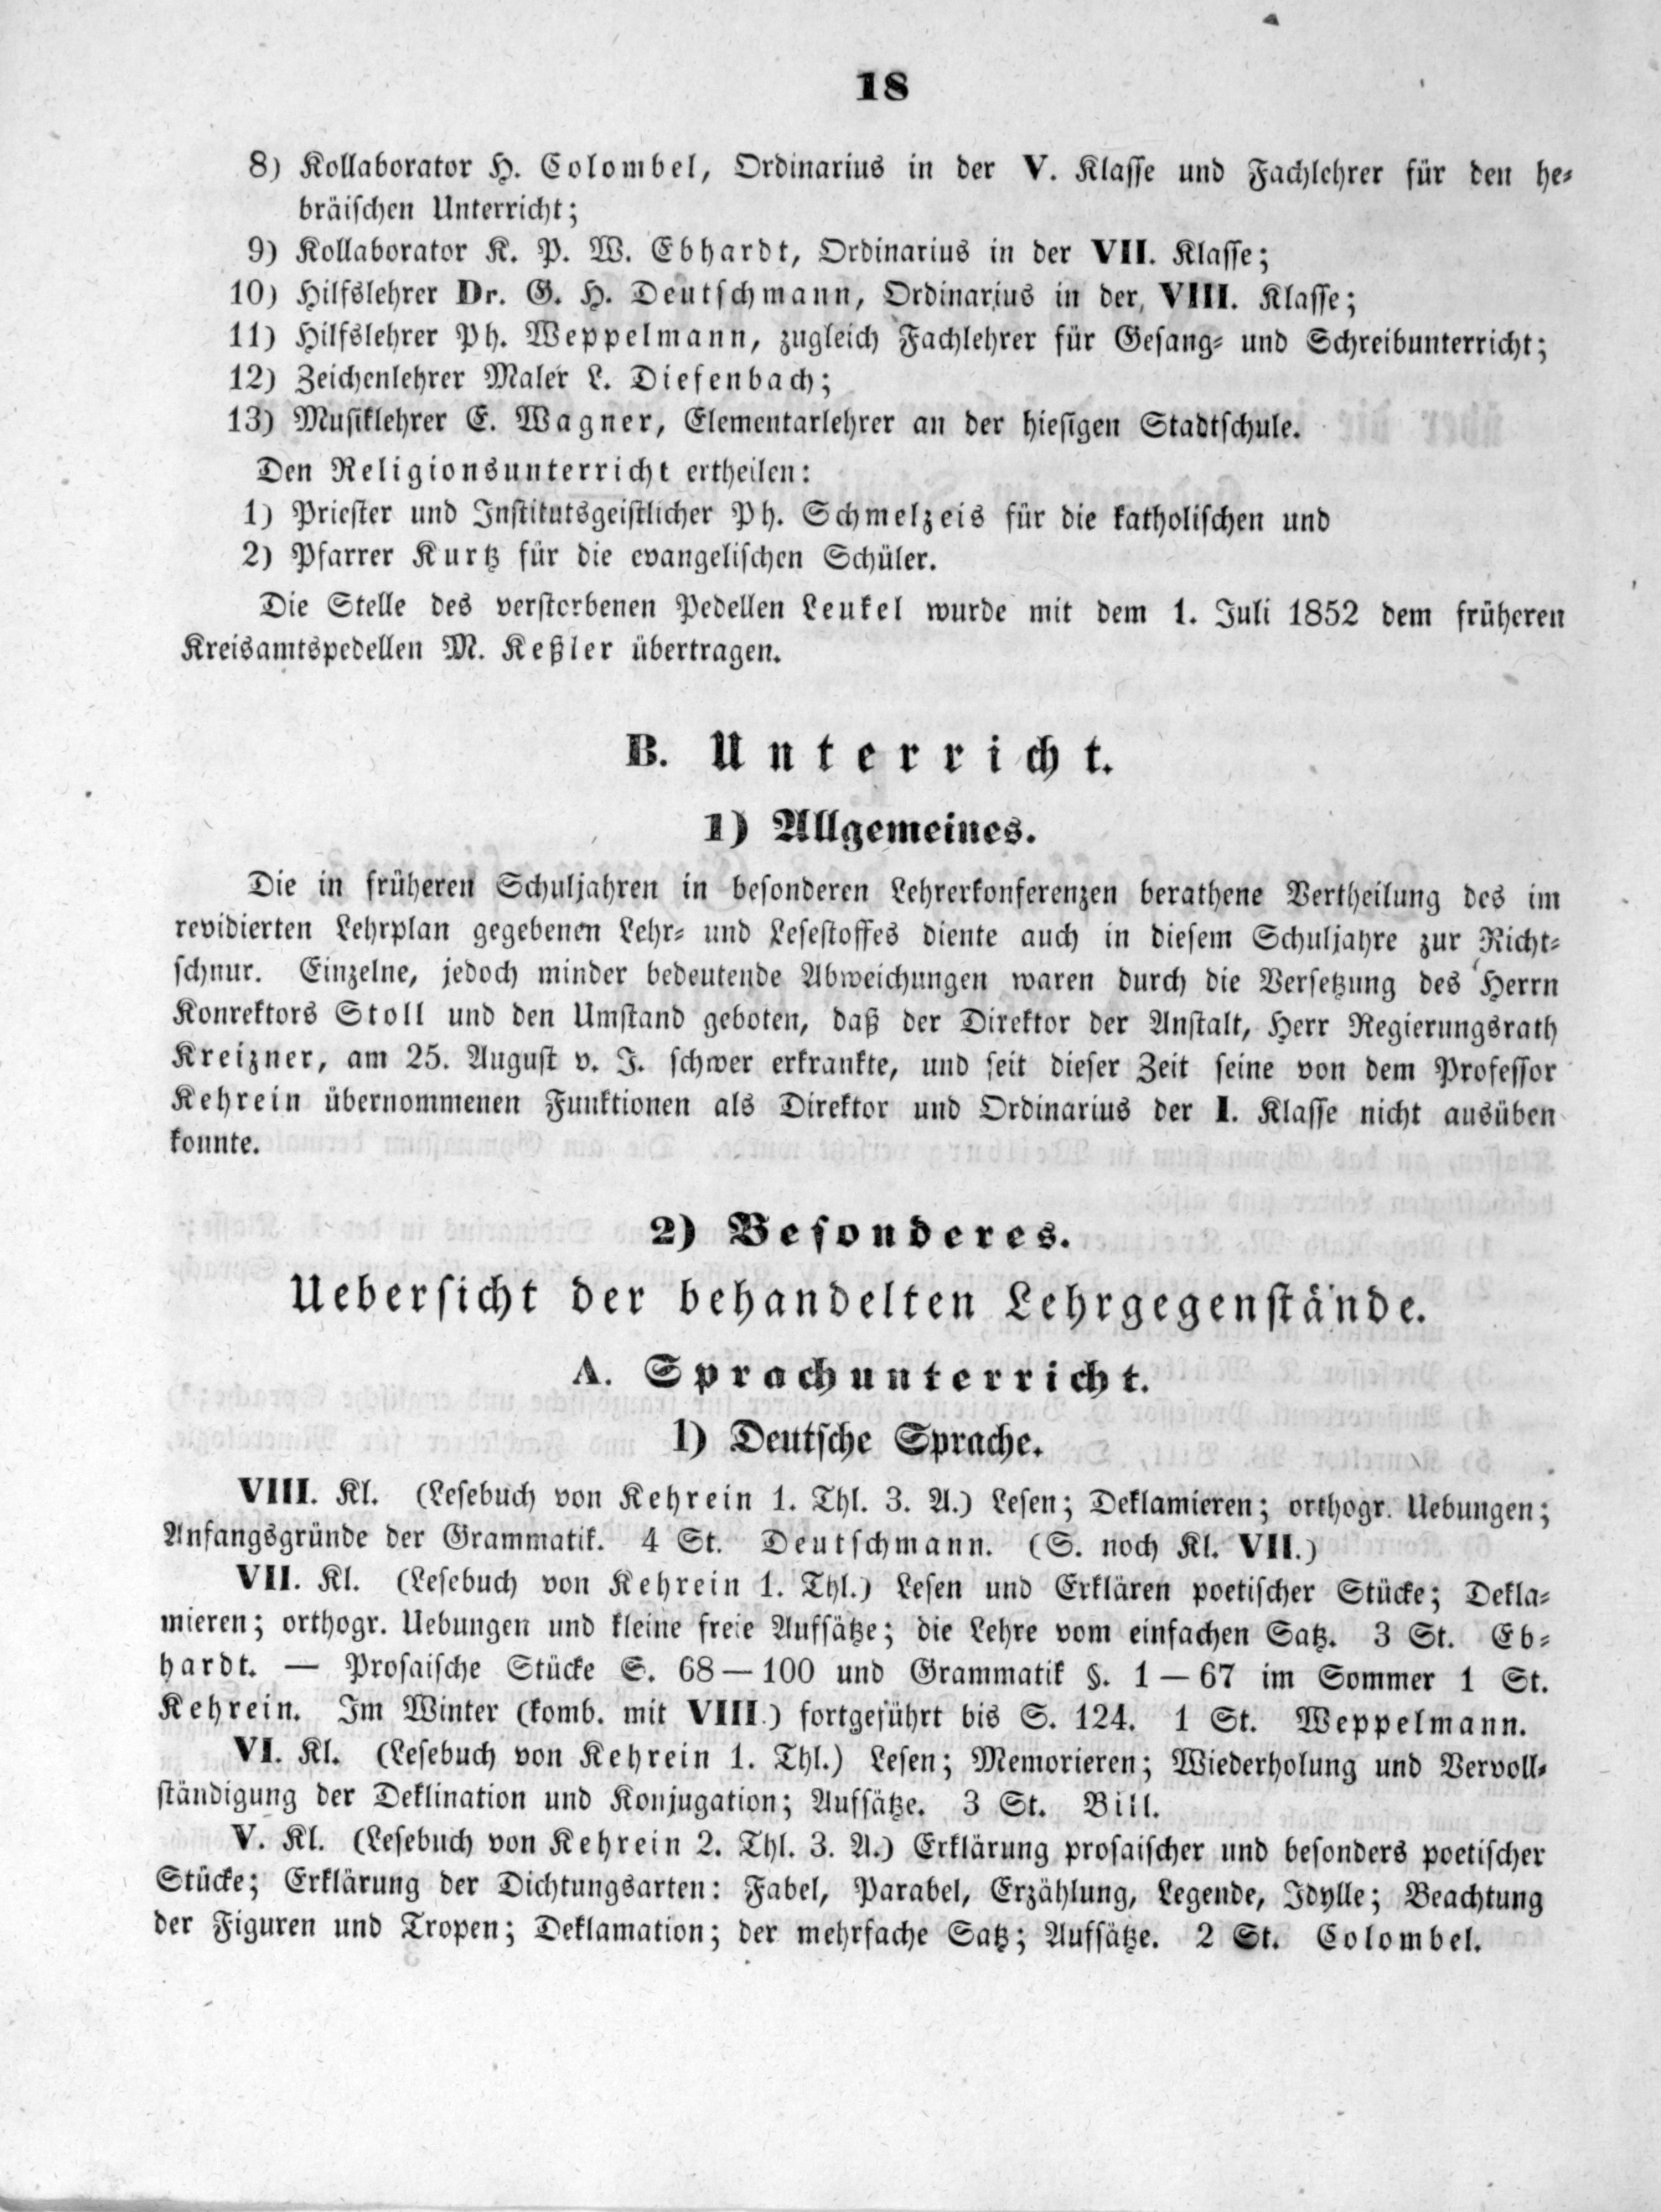 18
8) Kollaborator H. Colombel, Ordinarius in der V. Klasse und Fachlehrer für den he-
bräischen Unterricht;
9) Kollaborator K. P. W. Ebhardt, Ordinarius in der VII. Klasse;
10) Hilfslehrer Dr. G. H. Deutschmann, Ordinarius in der VIII. Klasse;
11) Hilfslehrer Ph. Weppelmann, zugleich Fachlehrer für Gesang- und Schreibunterricht;
12) Zeichenlehrer Maler L. Diefenbach;
13) Musiklehrer E. Wagner, Elementarlehrer an der hiesigen Stadtschule.
Den Religionsunterricht ertheilen:
1) Priester und Institutsgeistlicher Ph. Schmelzeis für die katholischen und
2) Pfarrer Kurtz für die evangelischen Schüler.
Die Stelle des verstorbenen Pedellen Leukel wurde mit dem 1. Juli 1852 dem früheren
Kreisamtspedellen M. Keßler übertragen.
B. Unterricht.
1) Allgemeines.
Die in früheren Schuljahren in besonderen Lehrerkonferenzen berathene Vertheilung des im
revidierten Lehrplan gegebenen Lehr- und Lesestoffes diente auch in diesem Schuljahre zur Richt-
schnur. Einzelne, jedoch minder bedeutende Abweichungen waren durch die Versetzung des Herrn
Konrektors Stoll und den Umstand geboten, daß der Direktor der Anstalt, Herr Regierungsrath
Kreizner, am 25. August v. J. schwer erkrankte, und seit dieser Zeit seine von dem Professor
Kehrein übernommenen Funktionen als Direktor und Ordinarius der I. Klasse nicht ausüben
konnte.
2) Besonderes.
Uebersicht der behandelten Lehrgegenstände.
A. Sprachunterricht.
1) Deutsche Sprache.
VIII. Kl. (Lesebuch von Kehrein 1. Thl. 3. A.) Lesen; Deklamieren; orthogr. Uebungen;
Anfangsgründe der Grammatik. 4 St. Deutschmann. (S. noch Kl. VII.)
VII. Kl. (Lesebuch von Kehrein 1. Thl.) Lesen und Erklären poetischer Stücke; Dekla-
mieren; orthogr. Uebungen und kleine freie Aufsätze; die Lehre vom einfachen Satz. 3 St. Eb-
hardt. — Prosaische Stücke S. 68 — 100 und Grammatik §. 1 — 67 im Sommer 1 St.
Kehrein. Im Winter (komb. mit VIII.) fortgeführt bis S. 124. 1 St. Weppelmann.
VI. Kl. (Lesebuch von Kehrein 1. Thl.) Lesen; Memorieren; Wiederholung und Vervoll-
ständigung der Deklination und Konjugation; Aufsätze. 3 St. Bill.
V. Kl. (Lesebuch von Kehrein 2. Thl. 3. A.) Erklärung prosaischer und besonders poetischer
Stücke; Erklärung der Dichtungsarten: Fabel, Parabel, Erzählung, Legende, Idylle; Beachtung
der Figuren und Tropen; Deklamation; der mehrfache Satz; Aufsätze. 2 St. Colombel.